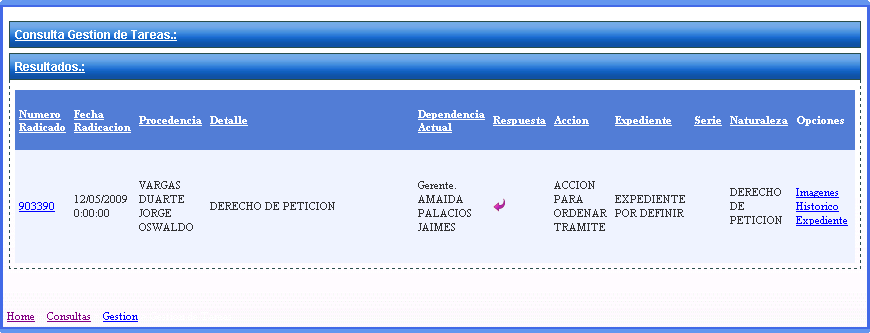 Consulta Gestion de Tareas.:
Resultados.:
Numero Radicado Fecha Radicacion Procedencia Detalle Dependencia Actual Respuesta Accion Expediente Serie Naturaleza Opciones
903390 12/05/2009 0:00:00 VARGAS DUARTE JORGE OSWALDO DERECHO DE PETICION Gerente. AMAIDA PALACIOS JAIMES ACCION PARA ORDENAR TRAMITE EXPEDIENTE POR DEFINIR DERECHO DE PETICION Imagenes Historico Expediente
Home Consultas Gestion